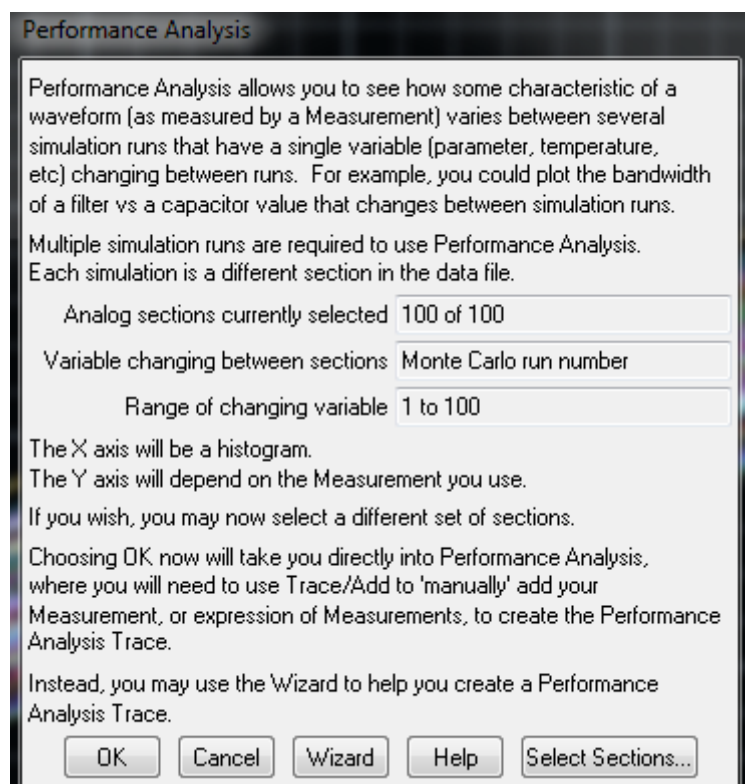 Performance Analysis
Performance Analysis allows you to see how some characteristic of a
waveform (as measured by a Measurement) varies between several
simulation runs that have a single variable (parameter, temperature,
etc) changing between runs.  For example, you could plot the bandwidth
of a filter vs a capacitor value that changes between simulation runs.
Multiple simulation runs are required to use Performance Analysis.
Each simulation is a different section in the data file.
Analog sections currently selected 100 of 100
Variable changing between sections Monte Carlo run number
Range of changing variable 1 to 100
The X axis will be a histogram.
The Y axis will depend on the Measurement you use.
If you wish, you may now select a different set of sections.
Choosing OK now will take you directly into Performance Analysis,
where you will need to use Trace/Add to 'manually' add your
Measurement, or expression of Measurements, to create the Performance
Analysis Trace.
Instead, you may use the Wizard to help you create a Performance
Analysis Trace.
OK Cancel Wizard Help Select Sections...